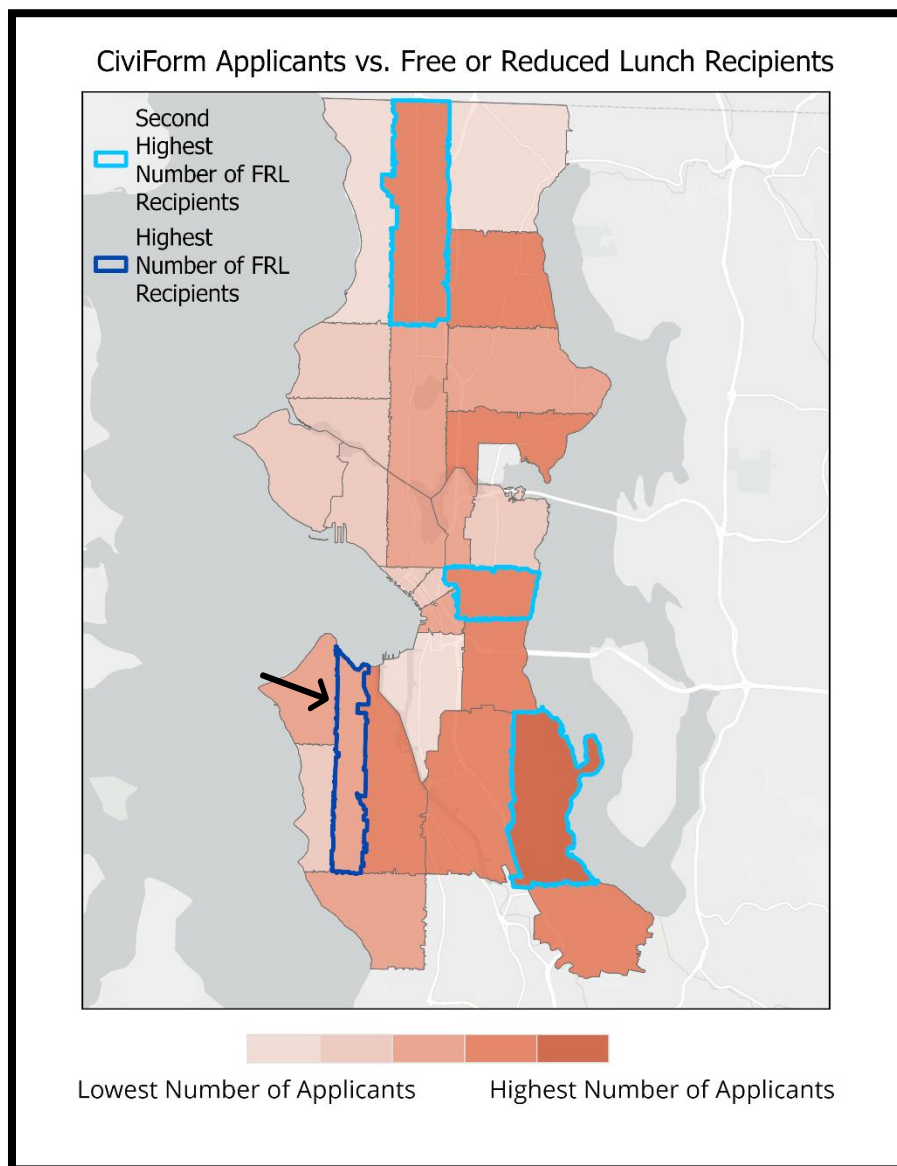 CiviForm Applicants vs. Free or Reduced Lunch Recipients
Second
Highest
Number of FRL
Recipients
Highest
Number of FRL
Recipients
Lowest Number of Applicants
Highest Number of Applicants